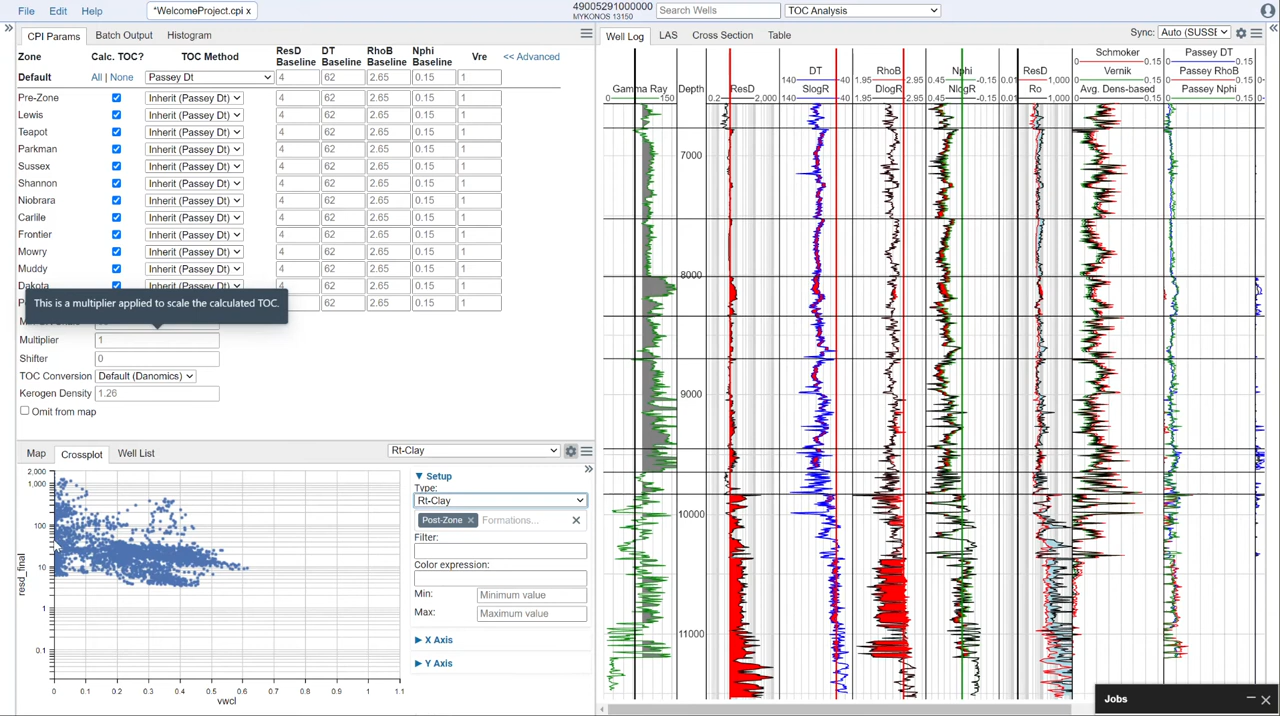 File Edit Help *WelcomeProject.cpi x
49005291000000
MYKONOS 13150
Search Wells
TOC Analysis
CPI Params Batch Output Histogram
Zone Calc. TOC? TOC Method ResD Baseline DT Baseline RhoB Baseline Nphi Baseline Vre << Advanced
Default All | None Passey Dt 4 62 2.65 0.15 1
Pre-Zone Inherit (Passey Dt) 4 62 2.65 0.15 1
Lewis Inherit (Passey Dt) 4 62 2.65 0.15 1
Teapot Inherit (Passey Dt) 4 62 2.65 0.15 1
Parkman Inherit (Passey Dt) 4 62 2.65 0.15 1
Sussex Inherit (Passey Dt) 4 62 2.65 0.15 1
Shannon Inherit (Passey Dt) 4 62 2.65 0.15 1
Niobrara Inherit (Passey Dt) 4 62 2.65 0.15 1
Carlile Inherit (Passey Dt) 4 62 2.65 0.15 1
Frontier Inherit (Passey Dt) 4 62 2.65 0.15 1
Mowry Inherit (Passey Dt) 4 62 2.65 0.15 1
Muddy Inherit (Passey Dt) 4 62 2.65 0.15 1
Dakota Inherit (Passey Dt) 4 62 2.65 0.15 1
This is a multiplier applied to scale the calculated TOC.
4 62 2.65 0.15 1
Multiplier 1
Shifter 0
TOC Conversion Default (Danomics)
Kerogen Density 1.26
Omit from map
Map Crossplot Well List Rt-Clay
Setup
Type:
Rt-Clay
Post-Zone x Formations...
Filter:
Color expression:
Min: Minimum value
Max: Maximum value
X Axis
Y Axis
2,000
1,000
100
10
1
0.1
resd_final
0.1 0.2 0.3 0.4 0.5 0.6 0.7 0.8 0.9 1 1.1
vwcl
Well Log LAS Cross Section Table Sync: Auto (SUSSE
Schmoker Passey DT
0 0.15 0 0.15
DT RhoB Nphi ResD Vernik Passey RhoB
140 40 1.95 2.95 0.45 -0.15 0.01 1,000 0 0.15 0 0.15
Gamma Ray Depth ResD SlogR DlogR NlogR Ro Avg. Dens-based Passey Nphi
0 150 0.2 2,000 140 40 1.95 2.95 0.45 -0.15 0.01 1,000 0 0.15 0 0.15
7000
8000
9000
10000
11000
Jobs